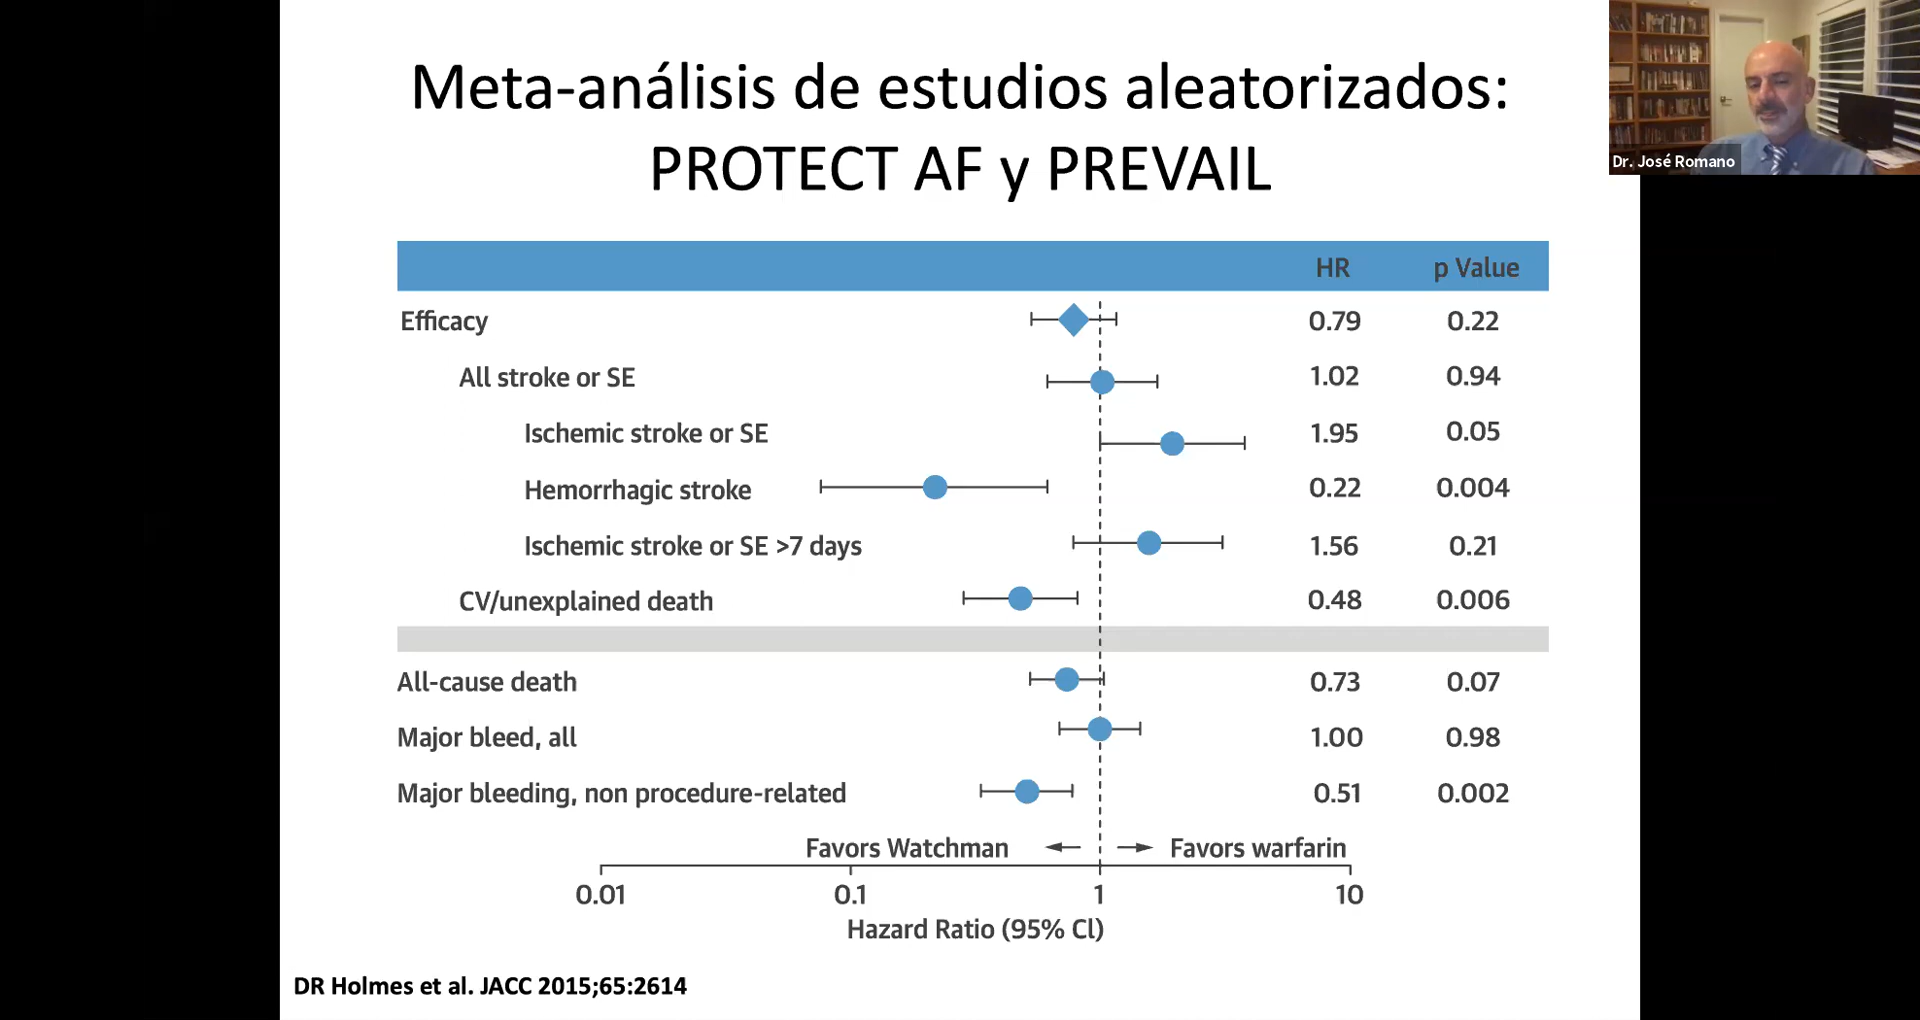 Meta-análisis de estudios aleatorizados:
PROTECT AF y PREVAIL
Dr. José Romano
HR p Value
Efficacy 0.79 0.22
All stroke or SE 1.02 0.94
Ischemic stroke or SE 1.95 0.05
Hemorrhagic stroke 0.22 0.004
Ischemic stroke or SE >7 days 1.56 0.21
CV/unexplained death 0.48 0.006
All-cause death 0.73 0.07
Major bleed, all 1.00 0.98
Major bleeding, non procedure-related 0.51 0.002
Favors Watchman Favors warfarin
0.01 0.1 1 10
Hazard Ratio (95% CI)
DR Holmes et al. JACC 2015;65:2614